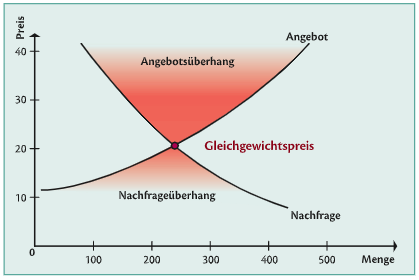 Preis
40
30
20
10
0
Angebot
Angebotsüberhang
Gleichgewichtspreis
Nachfrageüberhang
Nachfrage
100
200
300
400
500
Menge